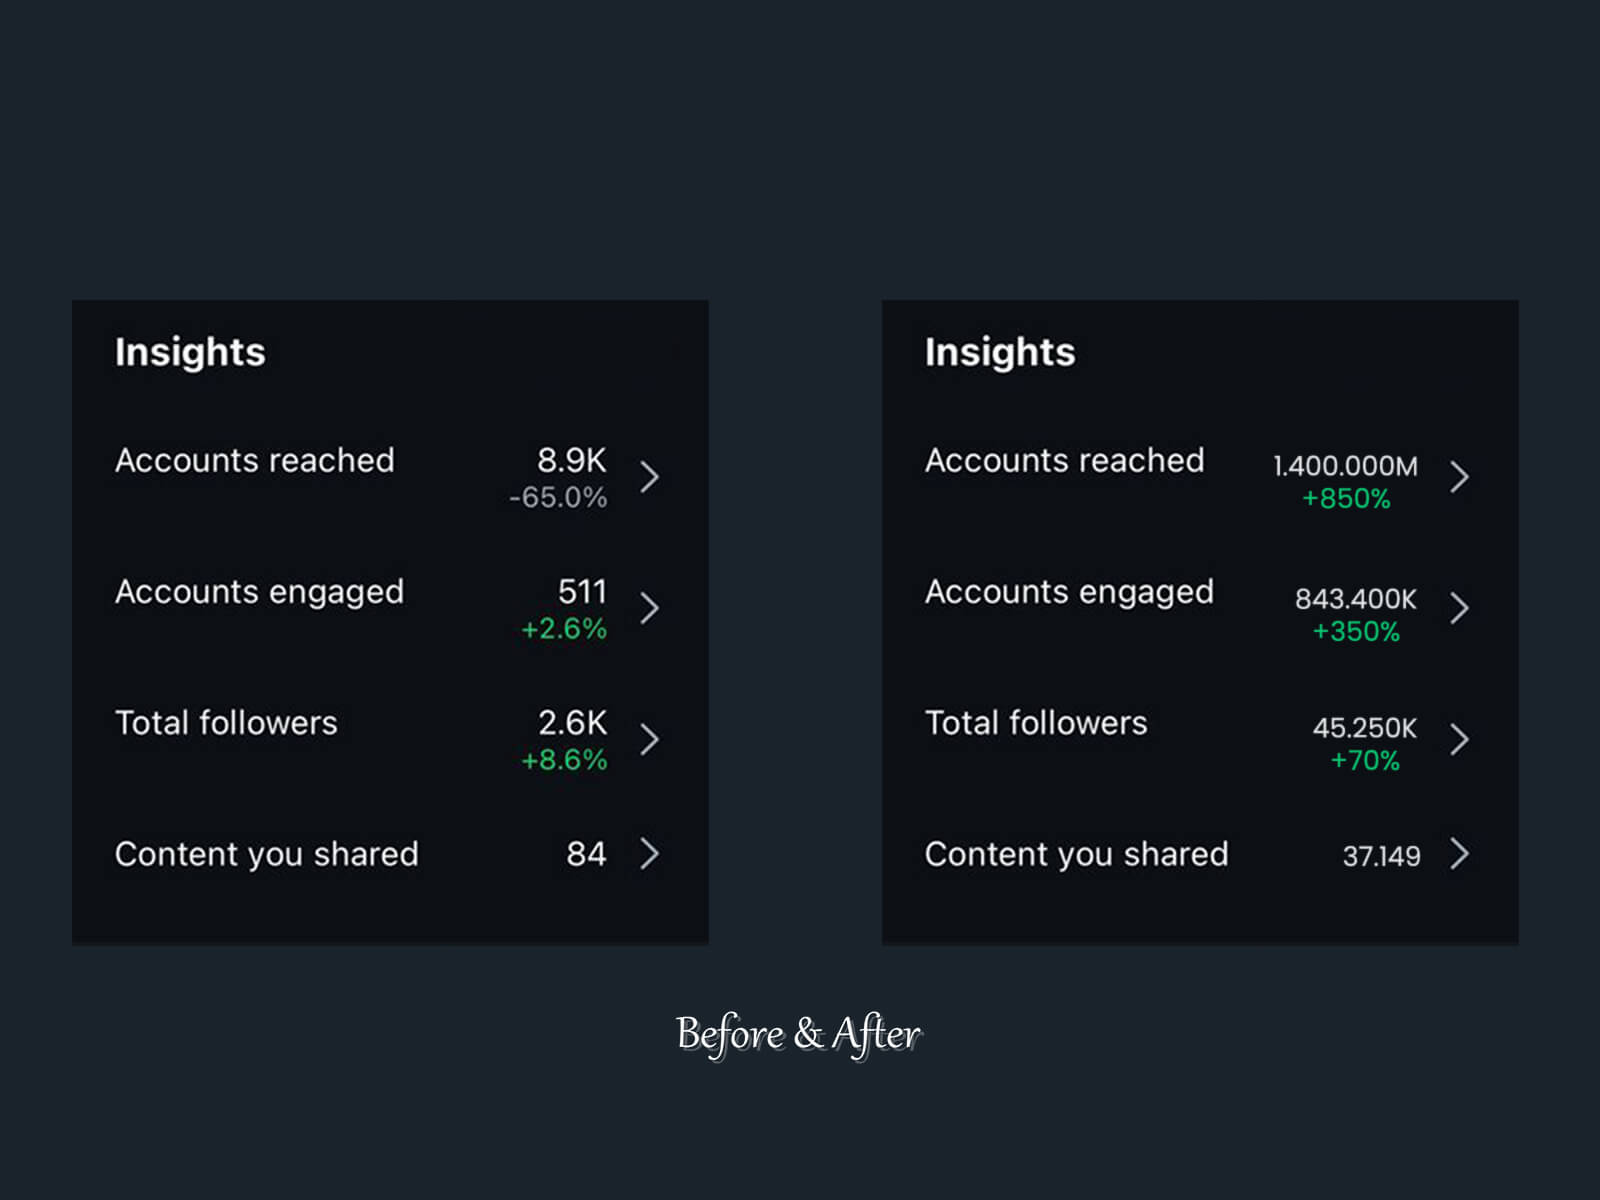 Insights
Accounts reached 8.9K
-65.0%
Accounts engaged 511
+2.6%
Total followers 2.6K
+8.6%
Content you shared 84
Insights
Accounts reached 1.400.000M
+850%
Accounts engaged 843.400K
+350%
Total followers 45.250K
+70%
Content you shared 37.149
Before & After